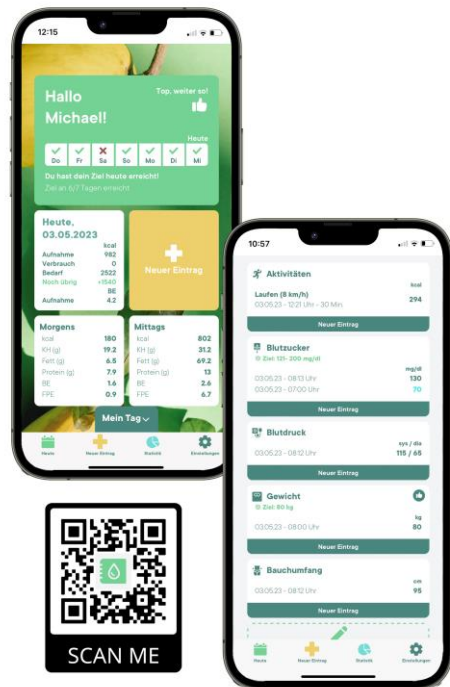 12:15
Hallo
Michael!
Top, weiter so!
Heute
Do Fr Sa So Mo Di Mi
Du hast dein Ziel heute erreicht!
Ziel an 6/7 Tagen erreicht
Heute,
03.05.2023
kcal
Aufnahme 982
Verbrauch 0
Bedarf 2522
Noch übrig +1540
BE
Aufnahme 4.2
Neuer Eintrag
Morgens
kcal 180
KH (g) 19.2
Fett (g) 6.5
Protein (g) 7.9
BE 1.6
FPE 0.9
Mittags
kcal 802
KH (g) 31.2
Fett (g) 69.2
Protein (g) 13
BE 2.6
FPE 6.7
Mein Tag
Heute Neuer Eintrag Statistik Einstellungen
SCAN ME
10:57
Aktivitäten
kcal
Laufen (8 km/h) 294
03.05.23 - 12:21 Uhr - 30 Min.
Neuer Eintrag
Blutzucker
Ziel: 121- 200 mg/dl
mg/dl
03.05.23 - 08:13 Uhr 130
03.05.23 - 07:00 Uhr 70
Neuer Eintrag
Blutdruck
sys / dia
03.05.23 - 08:12 Uhr 115 / 65
Neuer Eintrag
Gewicht
Ziel: 80 kg
kg
03.05.23 - 08:00 Uhr 80
Neuer Eintrag
Bauchumfang
cm
03.05.23 - 08:12 Uhr 95
Neuer Eintrag
Heute Neuer Eintrag Statistik Einstellungen